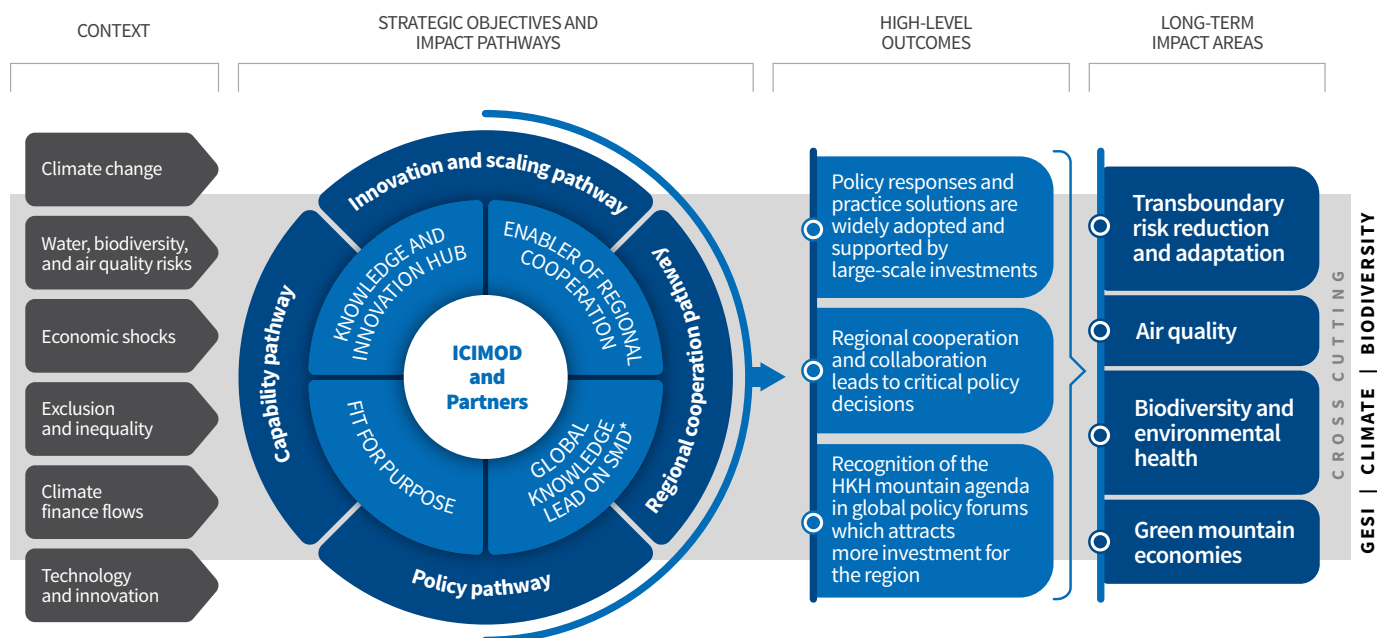 CONTEXT
STRATEGIC OBJECTIVES AND
IMPACT PATHWAYS
HIGH-LEVEL
OUTCOMES
LONG-TERM
IMPACT AREAS
Climate change
Water, biodiversity,
and air quality risks
Economic shocks
Exclusion
and inequality
Climate
finance flows
Technology
and innovation
Innovation and scaling pathway
Capability pathway
Regional cooperation pathway
Policy pathway
KNOWLEDGE AND
INNOVATION HUB
ENABLER OF REGIONAL
COOPERATION
FIT FOR PURPOSE
GLOBAL
KNOWLEDGE
LEAD ON SMD*
ICIMOD
and
Partners
Policy responses and
practice solutions are
widely adopted and
supported by
large-scale investments
Regional cooperation
and collaboration
leads to critical policy
decisions
Recognition of the
HKH mountain agenda
in global policy forums
which attracts
more investment for
the region
Transboundary
risk reduction
and adaptation
Air quality
Biodiversity and
environmental
health
Green mountain
economies
CROSS CUTTING
GESI | CLIMATE | BIODIVERSITY